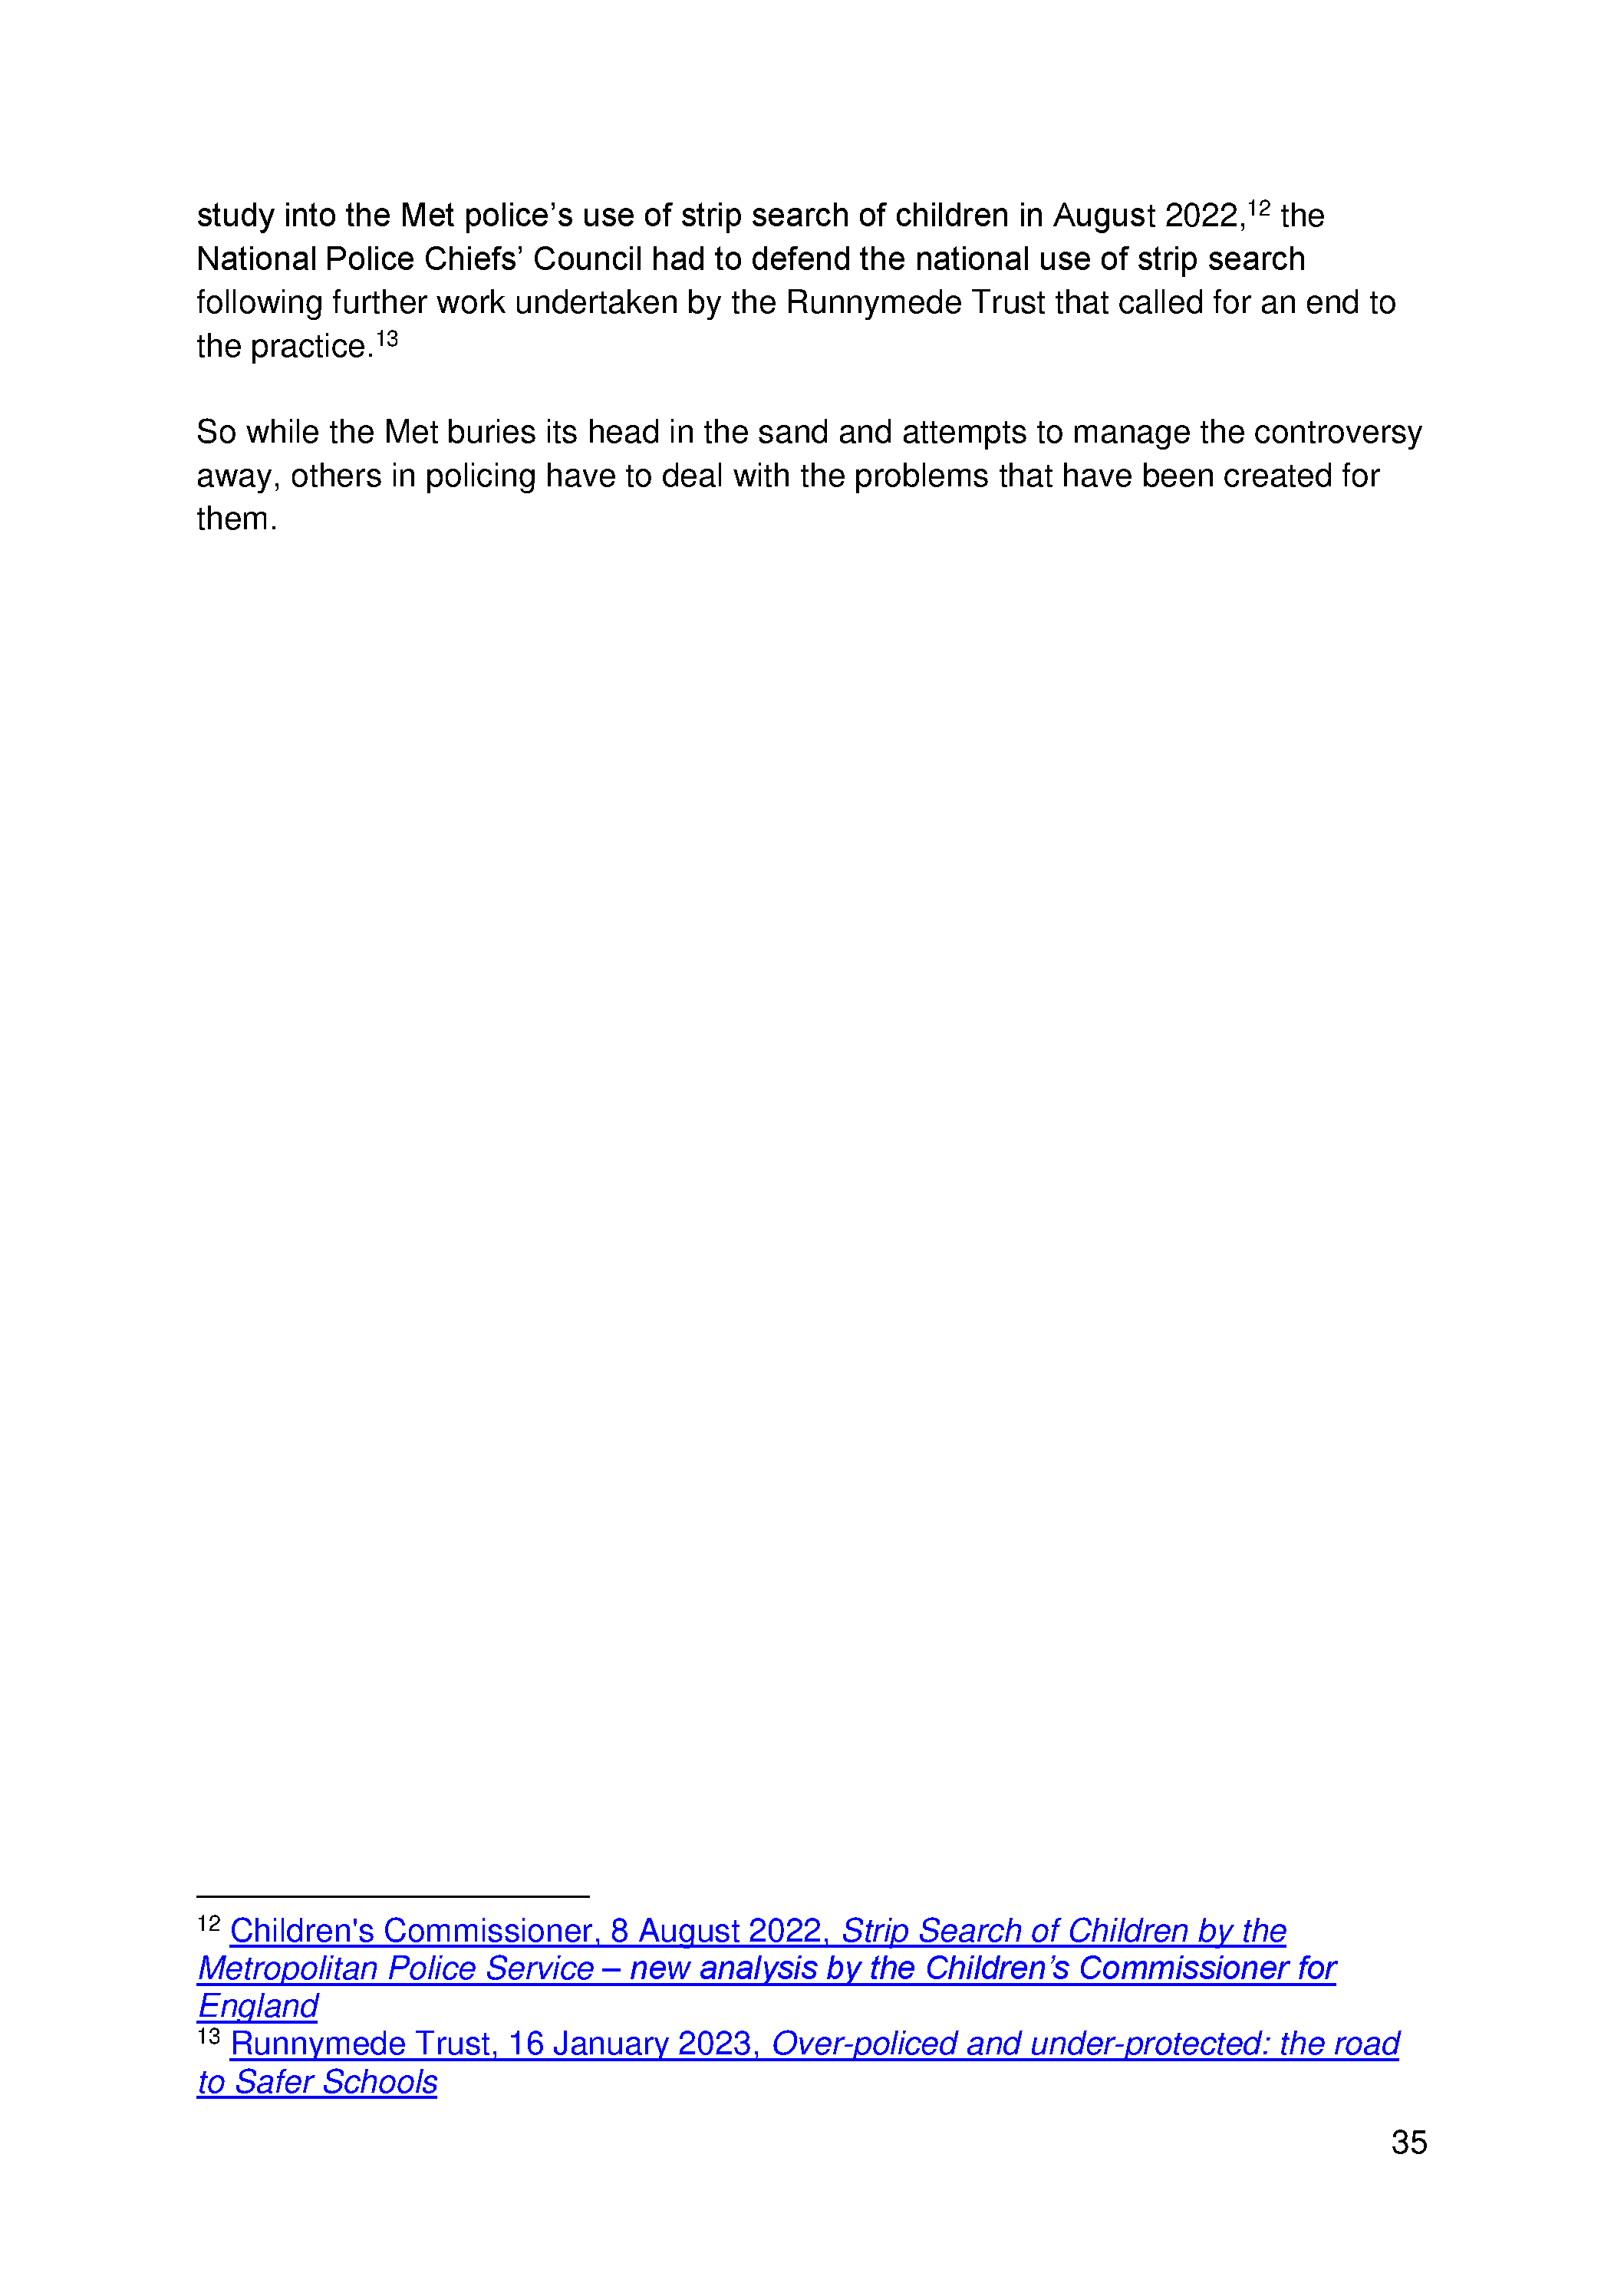 study into the Met police’s use of strip search of children in August 2022,12 the
National Police Chiefs’ Council had to defend the national use of strip search
following further work undertaken by the Runnymede Trust that called for an end to
the practice.13
So while the Met buries its head in the sand and attempts to manage the controversy
away, others in policing have to deal with the problems that have been created for
them.
12 Children's Commissioner, 8 August 2022, Strip Search of Children by the
Metropolitan Police Service – new analysis by the Children’s Commissioner for
England
13 Runnymede Trust, 16 January 2023, Over-policed and under-protected: the road
to Safer Schools
35